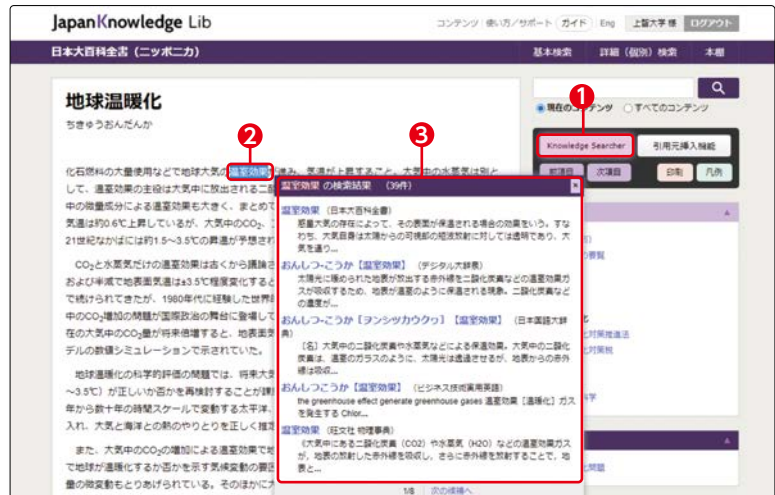 JapanKnowledge Lib
コンテンツ 使い方/サポート ガイド Eng 上智大学 様 ログアウト
日本大百科全書（ニッポニカ）
基本検索 詳細（個別）検索 本棚
地球温暖化
ちきゅうおんだんか
現在のコ テンツ すべてのコンテンツ
1
Knowledge Searcher 引用元挿入機能
前項目 次項目 印刷 凡例
2
3
化石燃料の大量使用などで地球大気の温室効果が進み、気温が上昇すること。大気中の水蒸気は別と
して、温室効果の主役は大気中に放出される二酸
中の微量成分による温室効果も大きく、まとめて
気温は約0.6℃上昇しているが、大気中のCO₂、
21世紀なかばには約1.5～3.5℃の昇温が予想され
CO₂と水蒸気だけの温室効果は古くから議論さ
および半減で地表面気温は±3.5℃程度変化すると
で続けられてきたが、1980年代に経験した世界
中のCO₂増加の問題が国際政治の舞台に登場して
在の大気中のCO₂量が将来倍増すると、地表面気
デルの数値シミュレーションで示されていた。
地球温暖化の科学的評価の問題では、将来大気
～3.5℃）が正しいか否かを再検討することが課
年から数十年の時間スケールで変動する太平洋、
入れ、大気と海洋との熱のやりとりを正しく推定
また、大気中のCO₂の増加による温室効果で地
で地球が温暖化するか否かを示す気候変動の要因
量の微変動もとりあげられている。そのほかに大
温室効果 の検索結果 （39件）
温室効果 （日本大百科全書）
惑星大気の存在によって、その表面が保温される場合の効果をいう。すな
わち、大気自身は太陽からの可視部の短波放射に対しては透明であり、大
気を通り...
おんしつ‐こうか【温室効果】 （デジタル大辞泉）
太陽光に暖められた地表が放出する赤外線を二酸化炭素などの温室効果ガ
スが吸収するため、地表が温室のように保温される現象。二酸化炭素など
の濃度が...
おんしつ‐こうか［ヲンシツカウクヮ］【温室効果】 （日本国語大辞
典）
〔名〕大気中の二酸化炭素や水蒸気などによる保温効果。大気中の二酸化
炭素は、温室のガラスのように、太陽光は透過させるが、地表からの赤外
線は吸収...
おんしつこうか【温室効果】 （ビジネス技術実用英語）
the greenhouse effect generate greenhouse gases 温室効果［温暖化］ガス
を発生する Chlor...
温室効果 （旺文社 物理事典）
《大気中にある二酸化炭素（CO2）や水蒸気（H2O）などの温室効果ガス
が、地表の放射した赤外線を吸収し、さらに赤外線を放射することで、地
表と...
1/8 次の候補へ
要覧
化
対策推進法
対策税
科学
問題